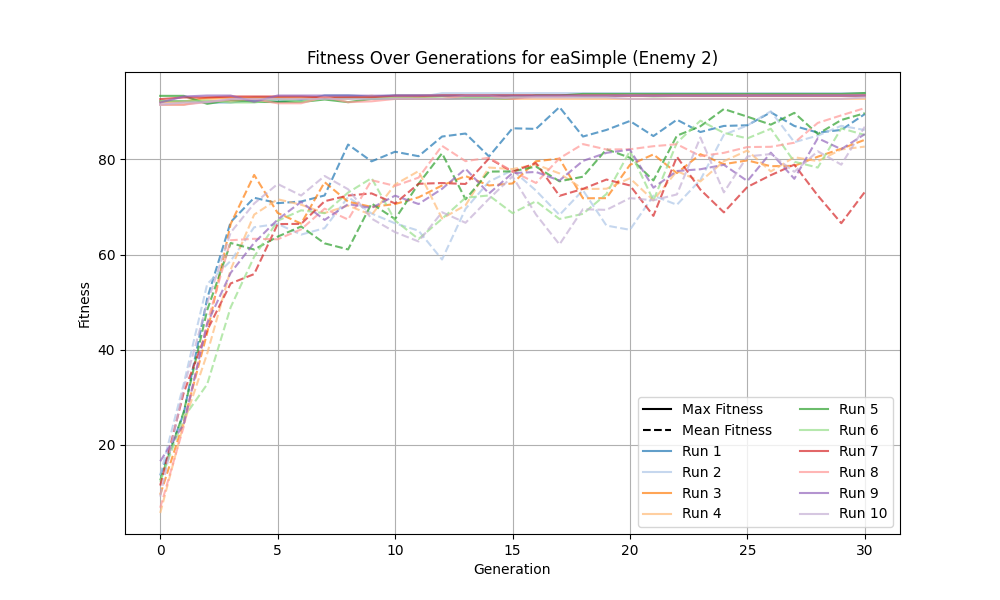 Fitness Over Generations for eaSimple (Enemy 2)
Fitness
80
60
40
20
0
5
10
15
20
25
30
Generation
Max Fitness
Mean Fitness
Run 1
Run 2
Run 3
Run 4
Run 5
Run 6
Run 7
Run 8
Run 9
Run 10